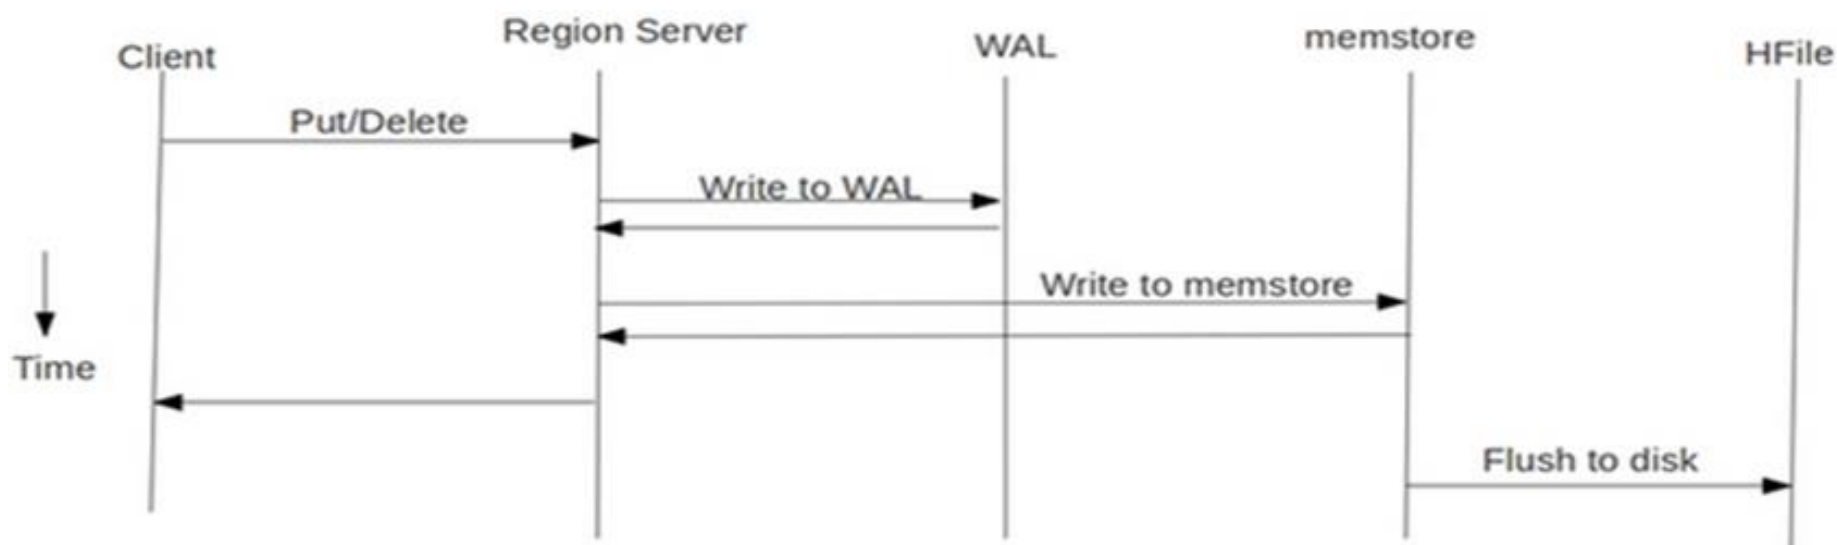 Client
Region Server
WAL
memstore
HFile
Put/Delete
Write to WAL
Write to memstore
Time
Flush to disk